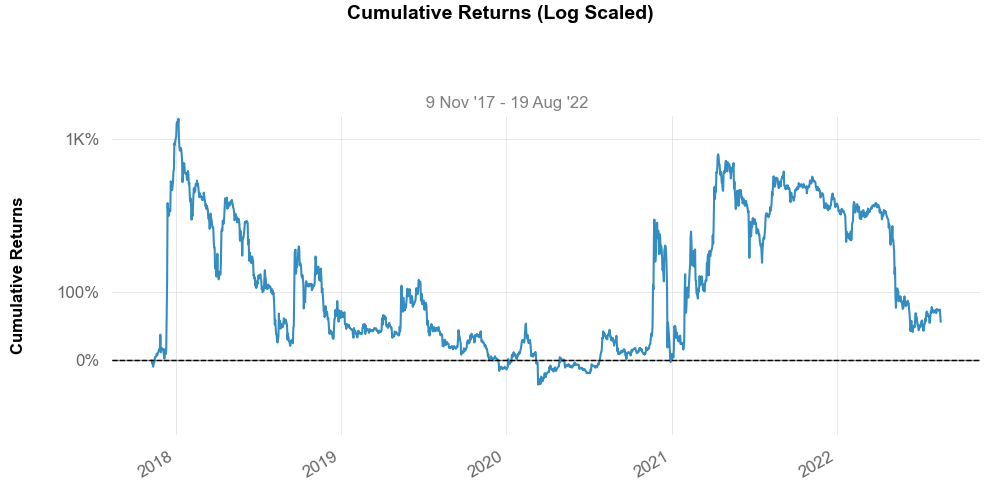 Cumulative Returns (Log Scaled)
9 Nov '17 - 19 Aug '22
Cumulative Returns
1K%
100%
0%
2018
2019
2020
2021
2022